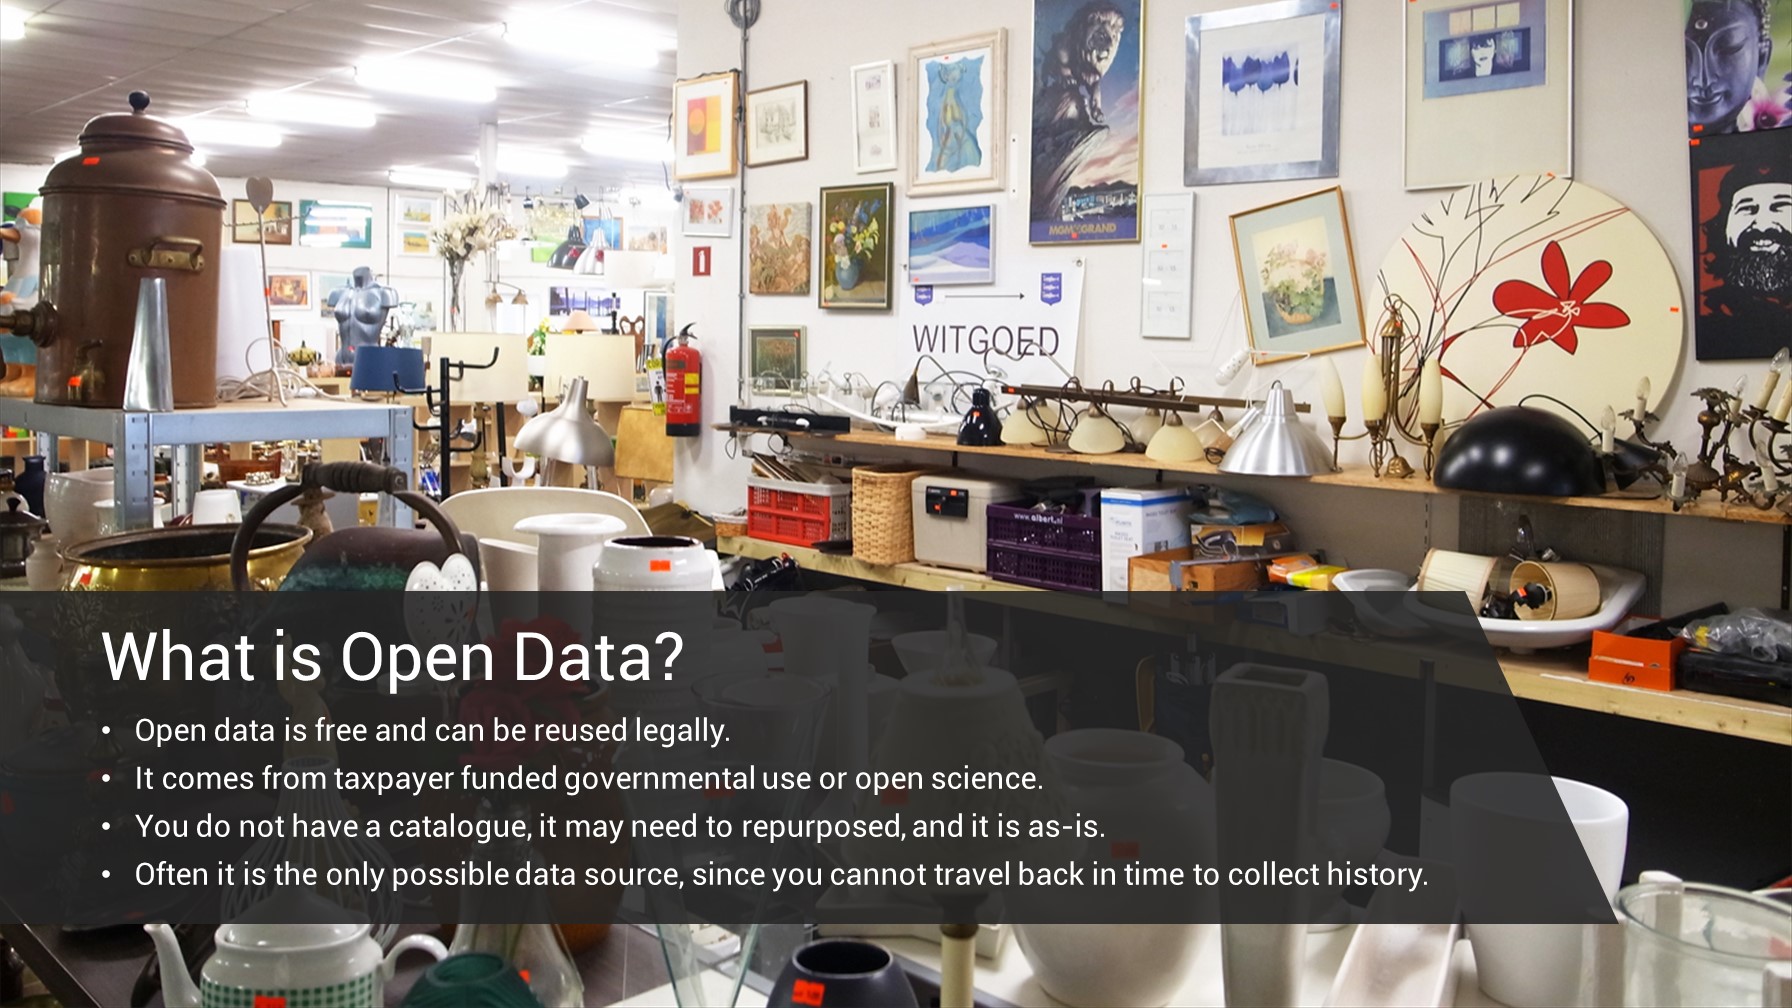 MGM GRAND
WITGOED
www.albert.nl
What is Open Data?
• Open data is free and can be reused legally.
• It comes from taxpayer funded governmental use or open science.
• You do not have a catalogue, it may need to repurposed, and it is as-is.
• Often it is the only possible data source, since you cannot travel back in time to collect history.